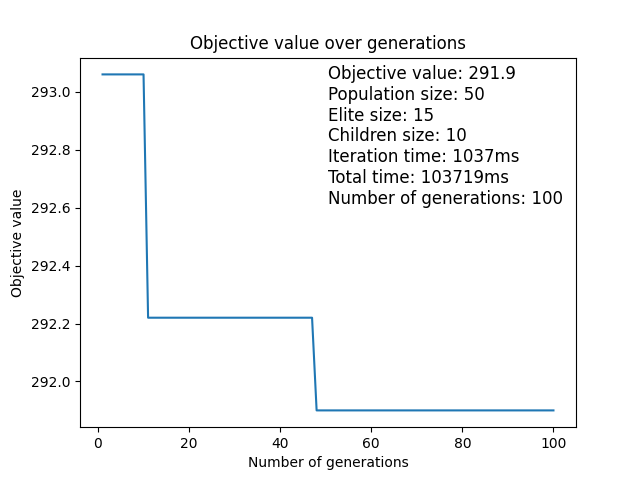 Objective value over generations
Objective value: 291.9
Population size: 50
Elite size: 15
Children size: 10
Iteration time: 1037ms
Total time: 103719ms
Number of generations: 100
Objective value
293.0
292.8
292.6
292.4
292.2
292.0
0 20 40 60 80 100
Number of generations